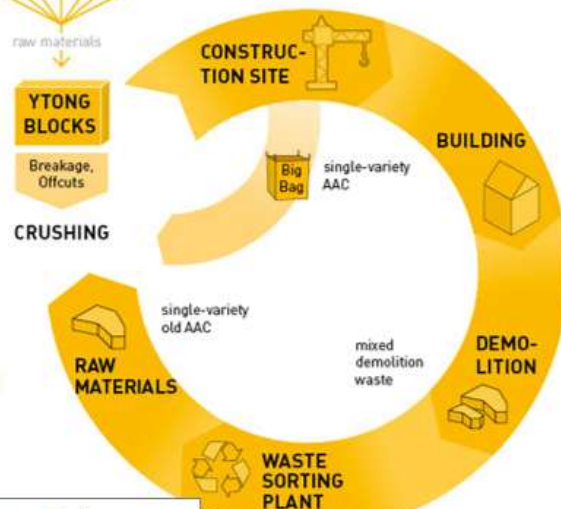 raw materials
YTONG
BLOCKS
Breakage,
Offcuts
CRUSHING
CONSTRUC-
TION SITE
BUILDING
Big
Bag
single-variety
AAC
single-variety
old AAC
RAW
MATERIALS
mixed
demolition
waste
DEMO-
LITION
WASTE
SORTING
PLANT